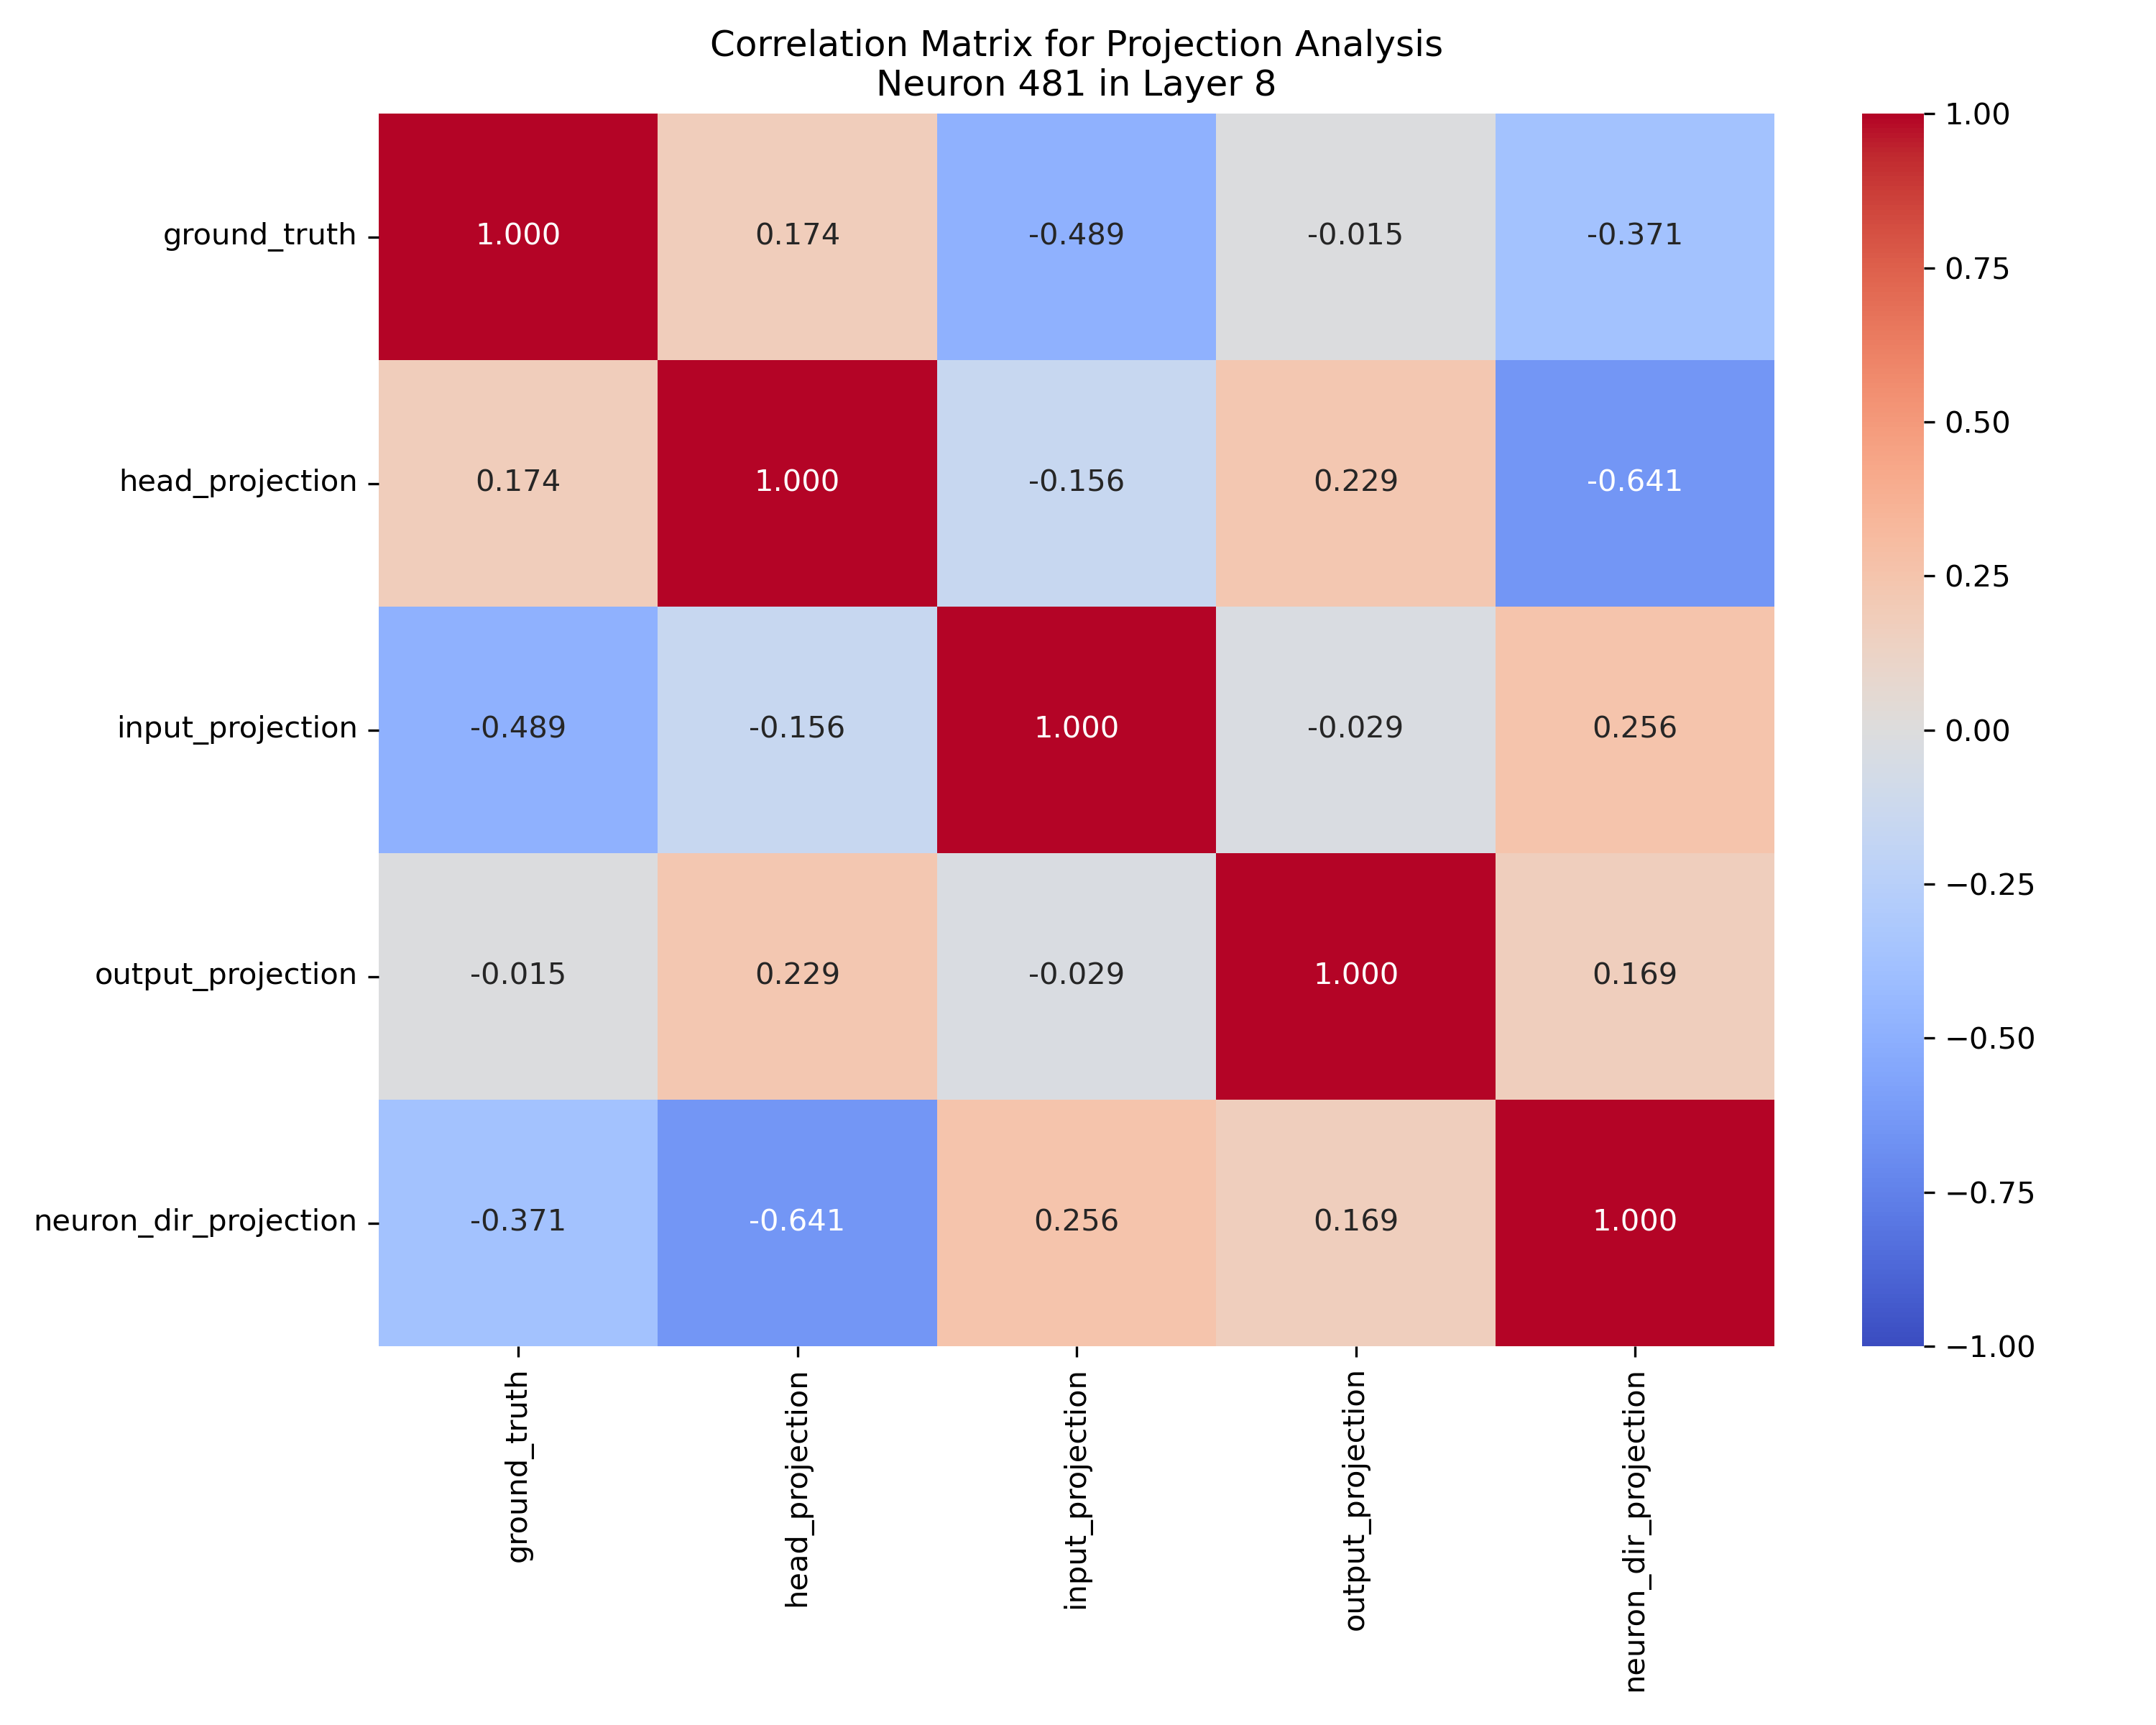 Correlation Matrix for Projection Analysis
Neuron 481 in Layer 8
ground_truth
1.000
0.174
-0.489
-0.015
-0.371
head_projection
0.174
1.000
-0.156
0.229
-0.641
input_projection
-0.489
-0.156
1.000
-0.029
0.256
output_projection
-0.015
0.229
-0.029
1.000
0.169
neuron_dir_projection
-0.371
-0.641
0.256
0.169
1.000
ground_truth
head_projection
input_projection
output_projection
neuron_dir_projection
1.00
0.75
0.50
0.25
0.00
−0.25
−0.50
−0.75
−1.00